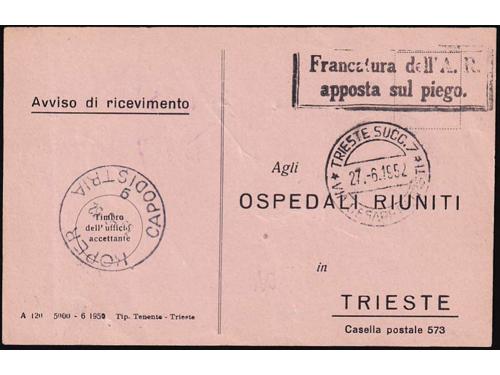 Francatura dell'A. R.
apposta sul piego.
Avviso di ricevimento
TRIESTE SUCC. 7
27.-6.1952
Agli
OSPEDALI RIUNITI
CAPODISTRIA
KOPER
9
Timbro
dell'ufficio
accettante
in
TRIESTE
Casella postale 573
A 120 5000 - 6 1950 Tip. Tenente - Trieste